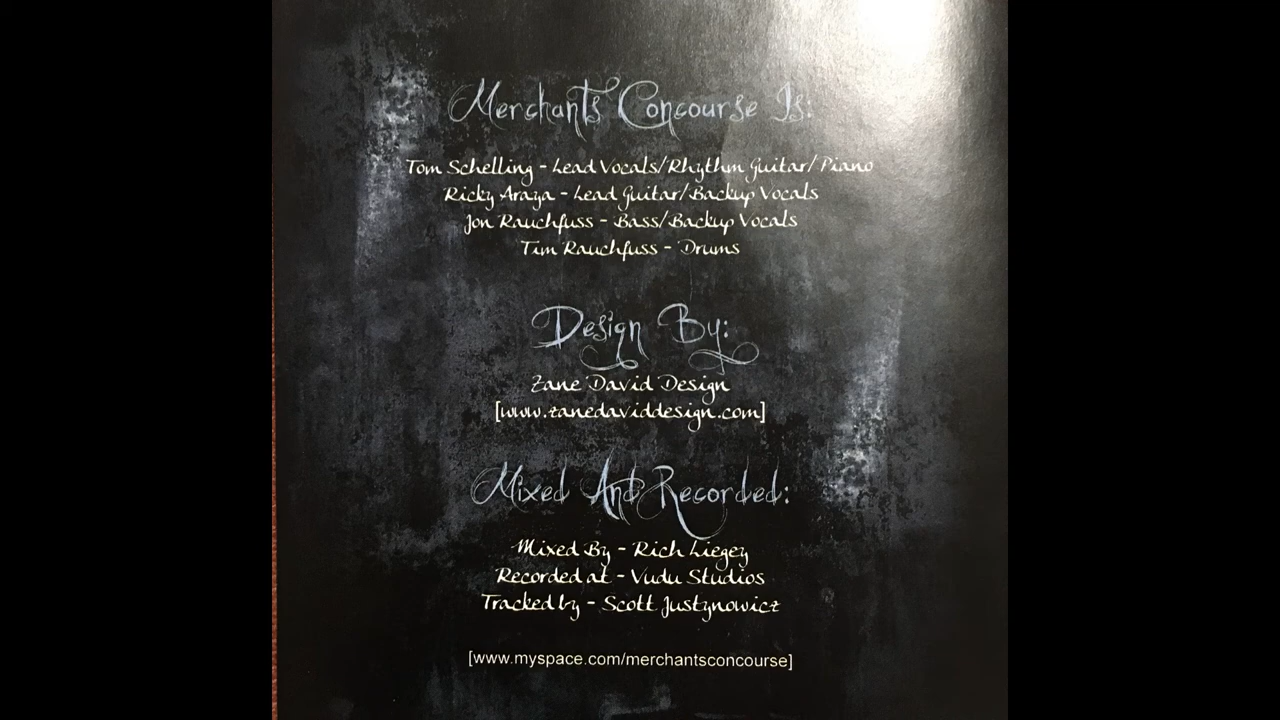 Merchants Concourse Is:
Tom Schelling - Lead Vocals/Rhythm Guitar/Piano
Ricky Araya - Lead Guitar/Backup Vocals
Jon Rauchfuss - Bass/Backup Vocals
Tim Rauchfuss - Drums
Design By:
Zane David Design
[www.zanedaviddesign.com]
Mixed And Recorded:
Mixed By - Rich Liegey
Recorded at - Vudu Studios
Tracked by - Scott Justynowicz
[www.myspace.com/merchantsconcourse]